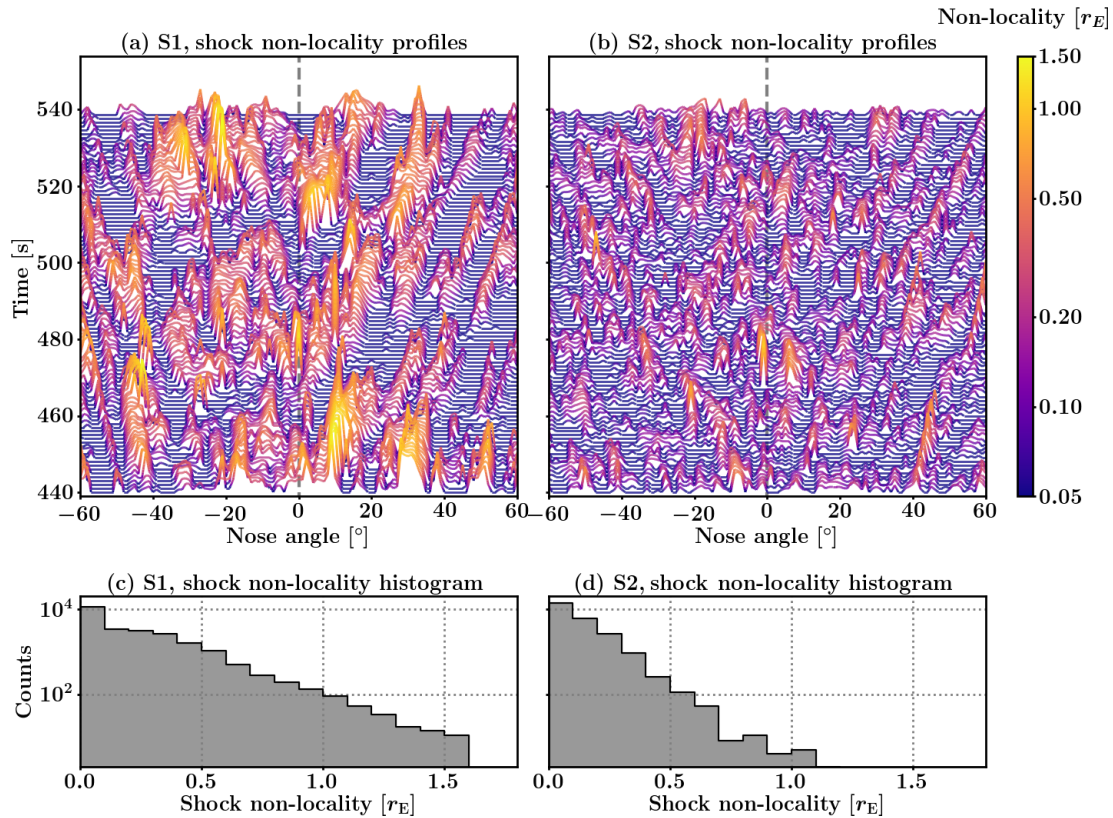 Non-locality [r_E]
(a) S1, shock non-locality profiles
(b) S2, shock non-locality profiles
1.50
1.00
0.50
0.20
0.10
0.05
Time [s]
540
520
500
480
460
440
−60 −40 −20 0 20 40 60
−60 −40 −20 0 20 40 60
Nose angle [°]
Nose angle [°]
(c) S1, shock non-locality histogram
(d) S2, shock non-locality histogram
Counts
10^4
10^2
0.0 0.5 1.0 1.5
0.0 0.5 1.0 1.5
Shock non-locality [r_E]
Shock non-locality [r_E]